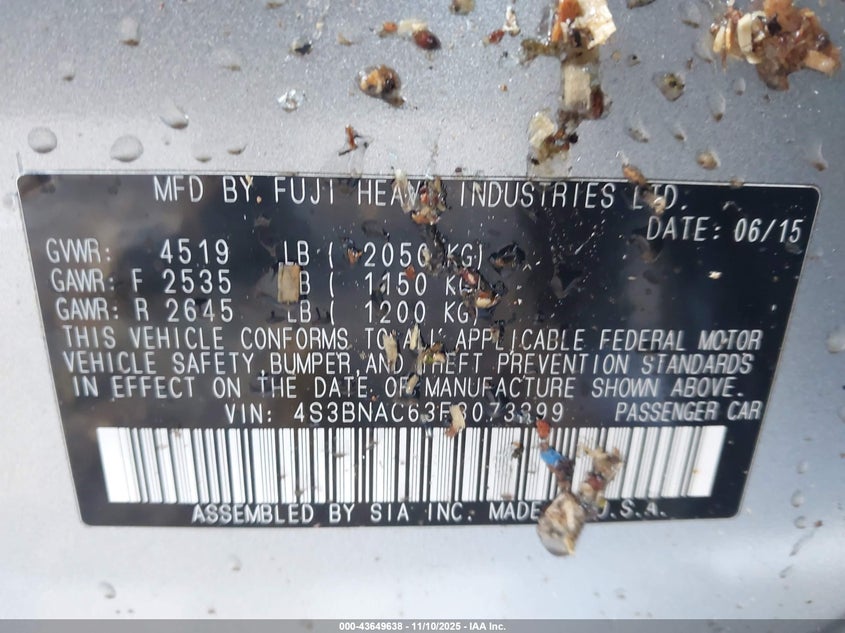 MFD BY FUJI HEAVY INDUSTRIES LTD.
DATE: 06/15
GVWR: 4519 LB ( 2050 KG)
GAWR: F 2535 LB ( 1150 KG)
GAWR: R 2645 LB ( 1200 KG)
THIS VEHICLE CONFORMS TO ALL APPLICABLE FEDERAL MOTOR
VEHICLE SAFETY, BUMPER, AND THEFT PREVENTION STANDARDS
IN EFFECT ON THE DATE OF MANUFACTURE SHOWN ABOVE.
VIN: PASSENGER CAR
ASSEMBLED BY SIA INC. MADE U.S.A.
000-43649638 - 11/10/2025 - IAA Inc.